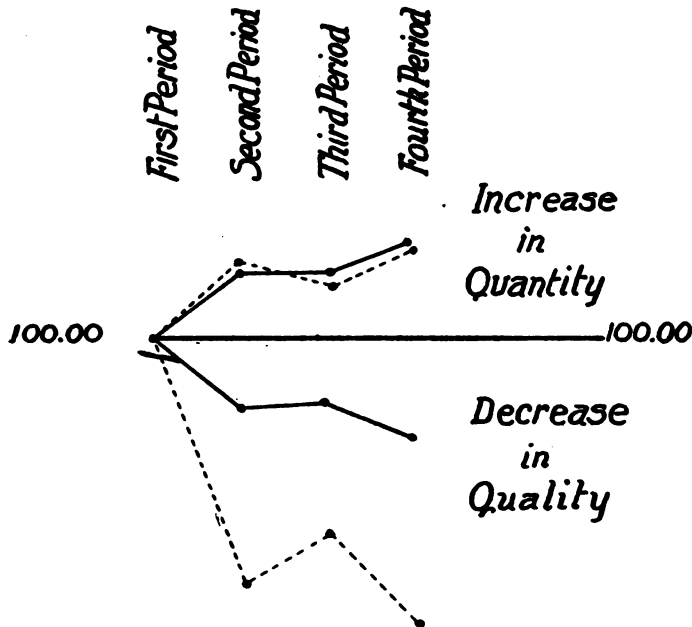 First Period
Second Period
Third Period
Fourth Period
Increase
in
Quantity
100.00
100.00
Decrease
in
Quality